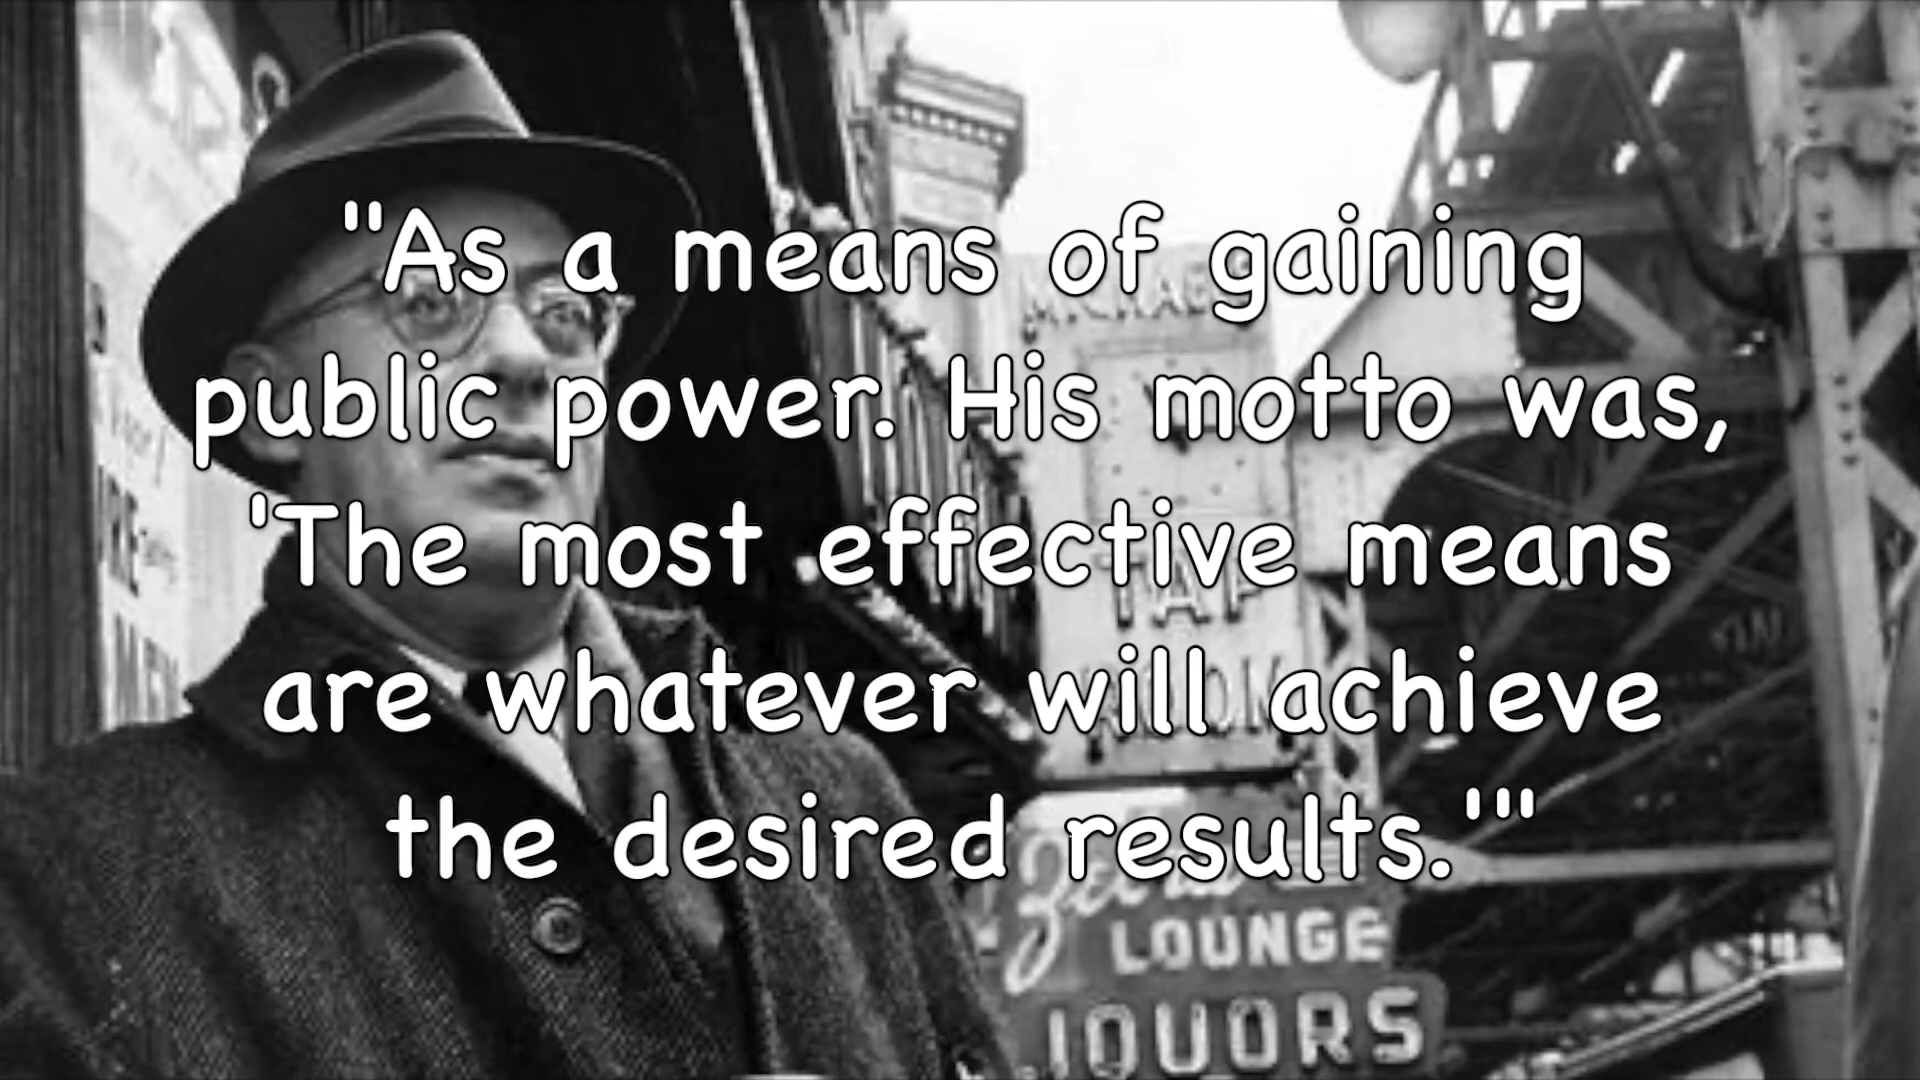 "As a means of gaining
public power. His motto was,
'The most effective means
are whatever will achieve
the desired results.'"
TAP
LOUNGE